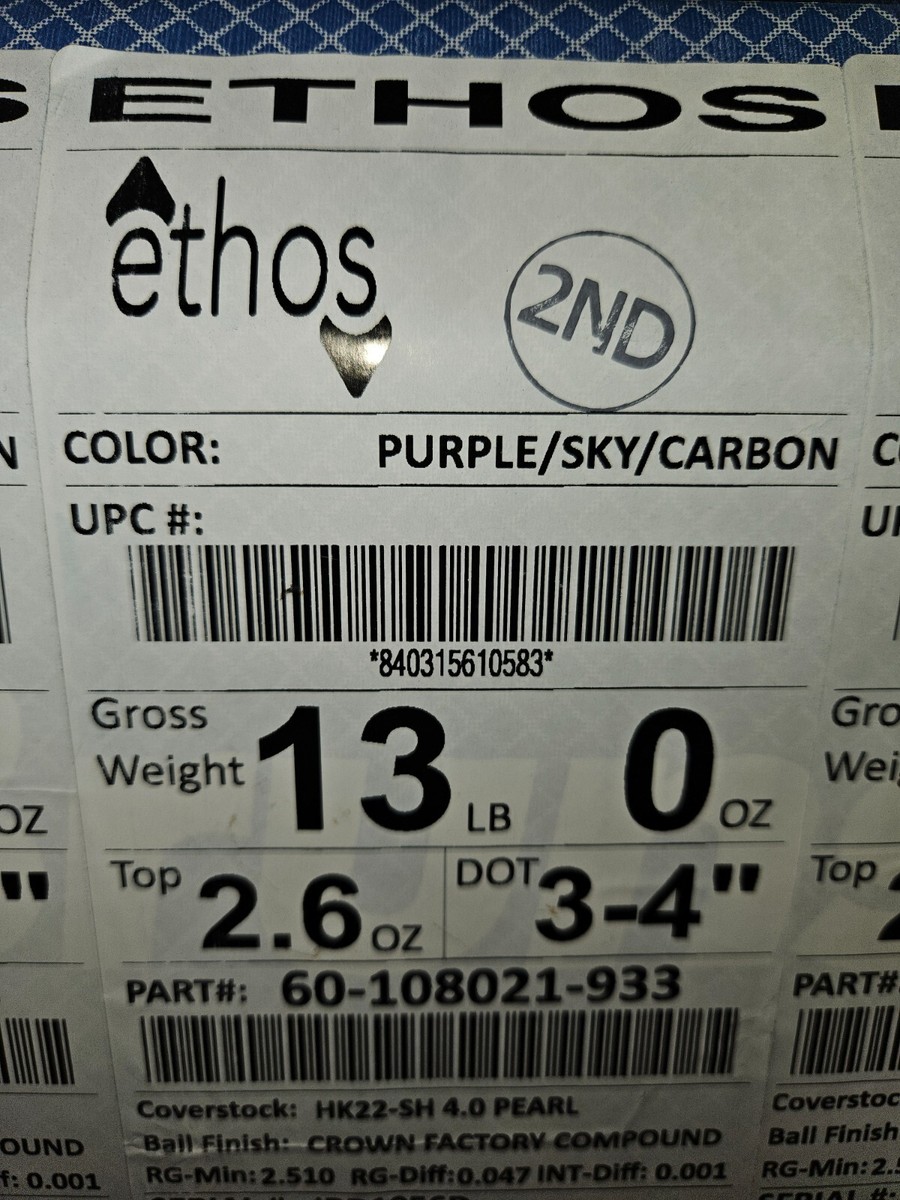 ETHOS
ethos
2ND
COLOR: PURPLE/SKY/CARBON
UPC #:
*840315610583*
Gross Weight 13 LB 0 OZ
Top 2.6 OZ DOT 3-4"
PART#: 60-108021-933
Coverstock: HK22-SH 4.0 PEARL
Ball Finish: CROWN FACTORY COMPOUND
RG-Min: 2.510 RG-Diff: 0.047 INT-Diff: 0.001